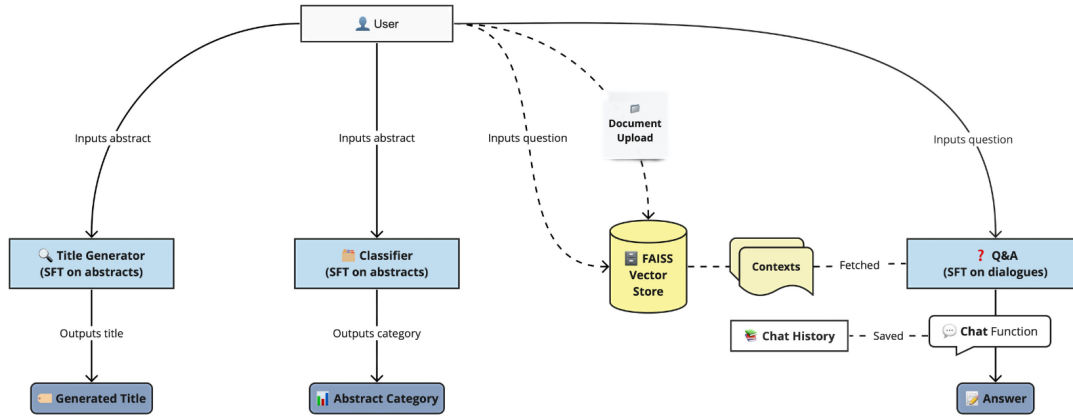 User
Document
Upload
Inputs abstract
Inputs abstract
Inputs question
Inputs question
Title Generator
(SFT on abstracts)
Classifier
(SFT on abstracts)
FAISS
Vector
Store
Contexts
Fetched
Q&A
(SFT on dialogues)
Outputs title
Outputs category
Chat History
Saved
Chat Function
Generated Title
Abstract Category
Answer